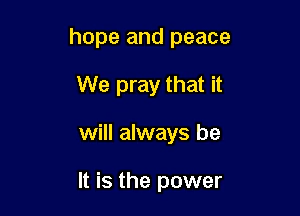 hope and peace
We pray that it
will always be
It is the power